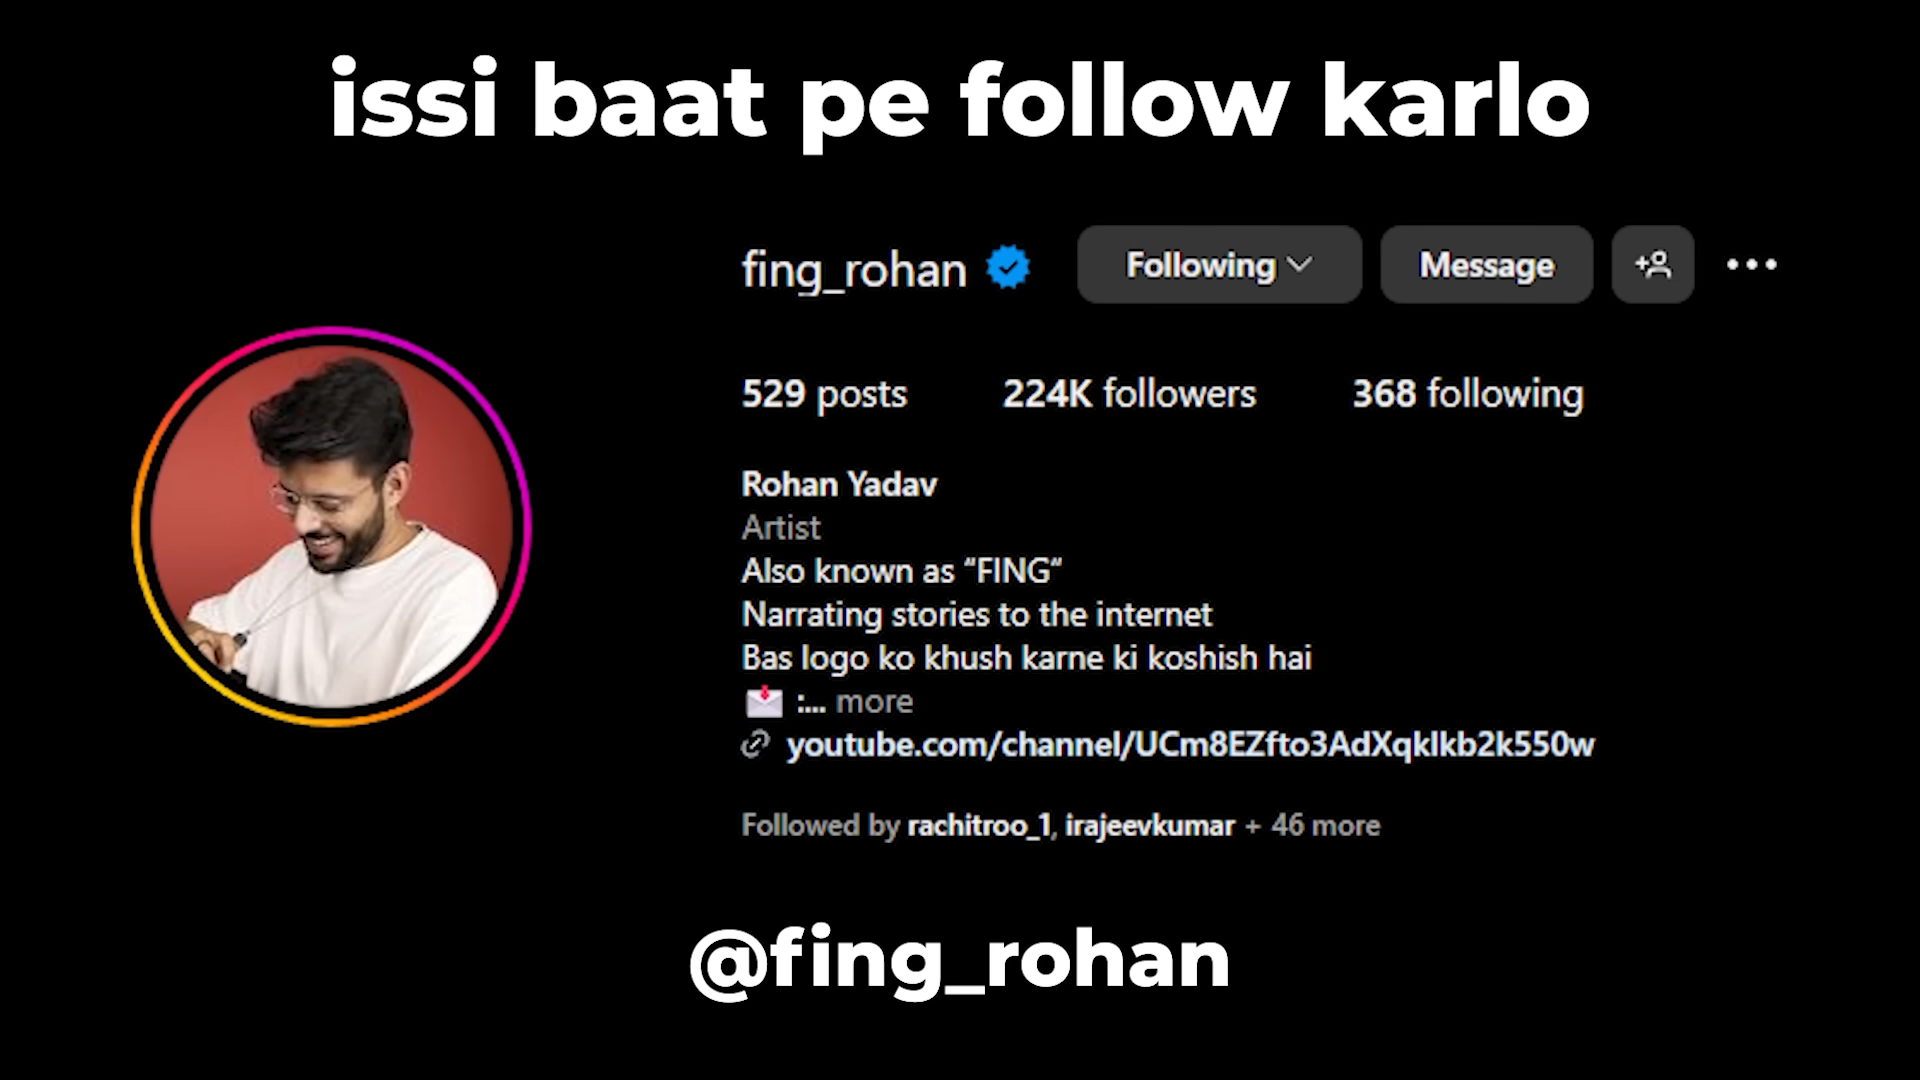 issi baat pe follow karlo
fing_rohan Following Message
529 posts 224K followers 368 following
Rohan Yadav
Artist
Also known as “FING“
Narrating stories to the internet
Bas logo ko khush karne ki koshish hai
:... more
youtube.com/channel/UCm8EZfto3AdXqklkb2k550w
Followed by rachitroo_1, irajeevkumar + 46 more
@fing_rohan